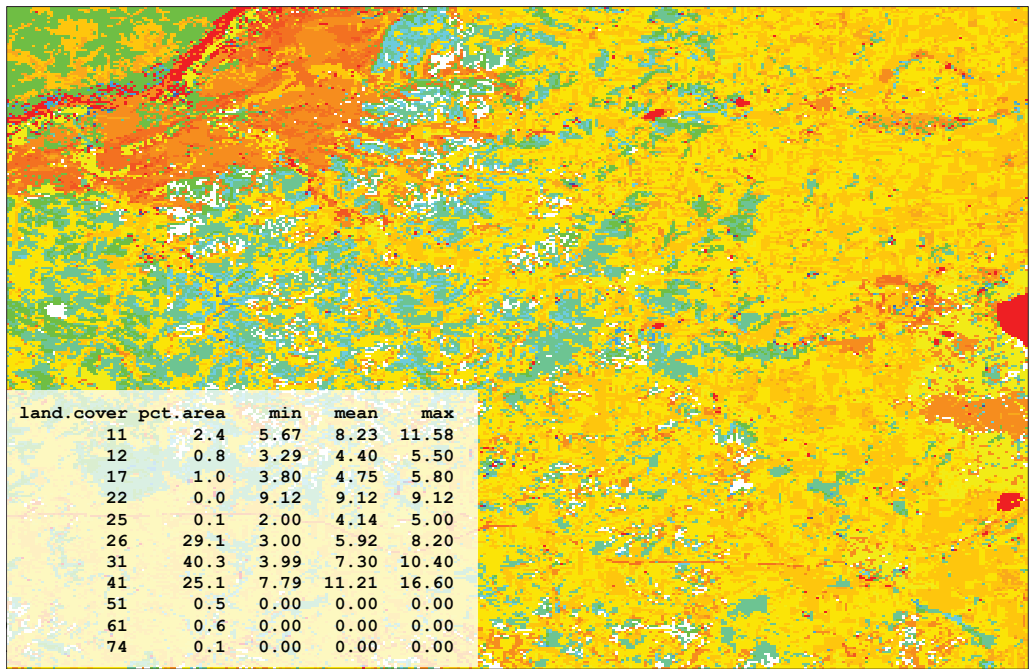 land.cover pct.area min mean max
11 2.4 5.67 8.23 11.58
12 0.8 3.29 4.40 5.50
17 1.0 3.80 4.75 5.80
22 0.0 9.12 9.12 9.12
25 0.1 2.00 4.14 5.00
26 29.1 3.00 5.92 8.20
31 40.3 3.99 7.30 10.40
41 25.1 7.79 11.21 16.60
51 0.5 0.00 0.00 0.00
61 0.6 0.00 0.00 0.00
74 0.1 0.00 0.00 0.00